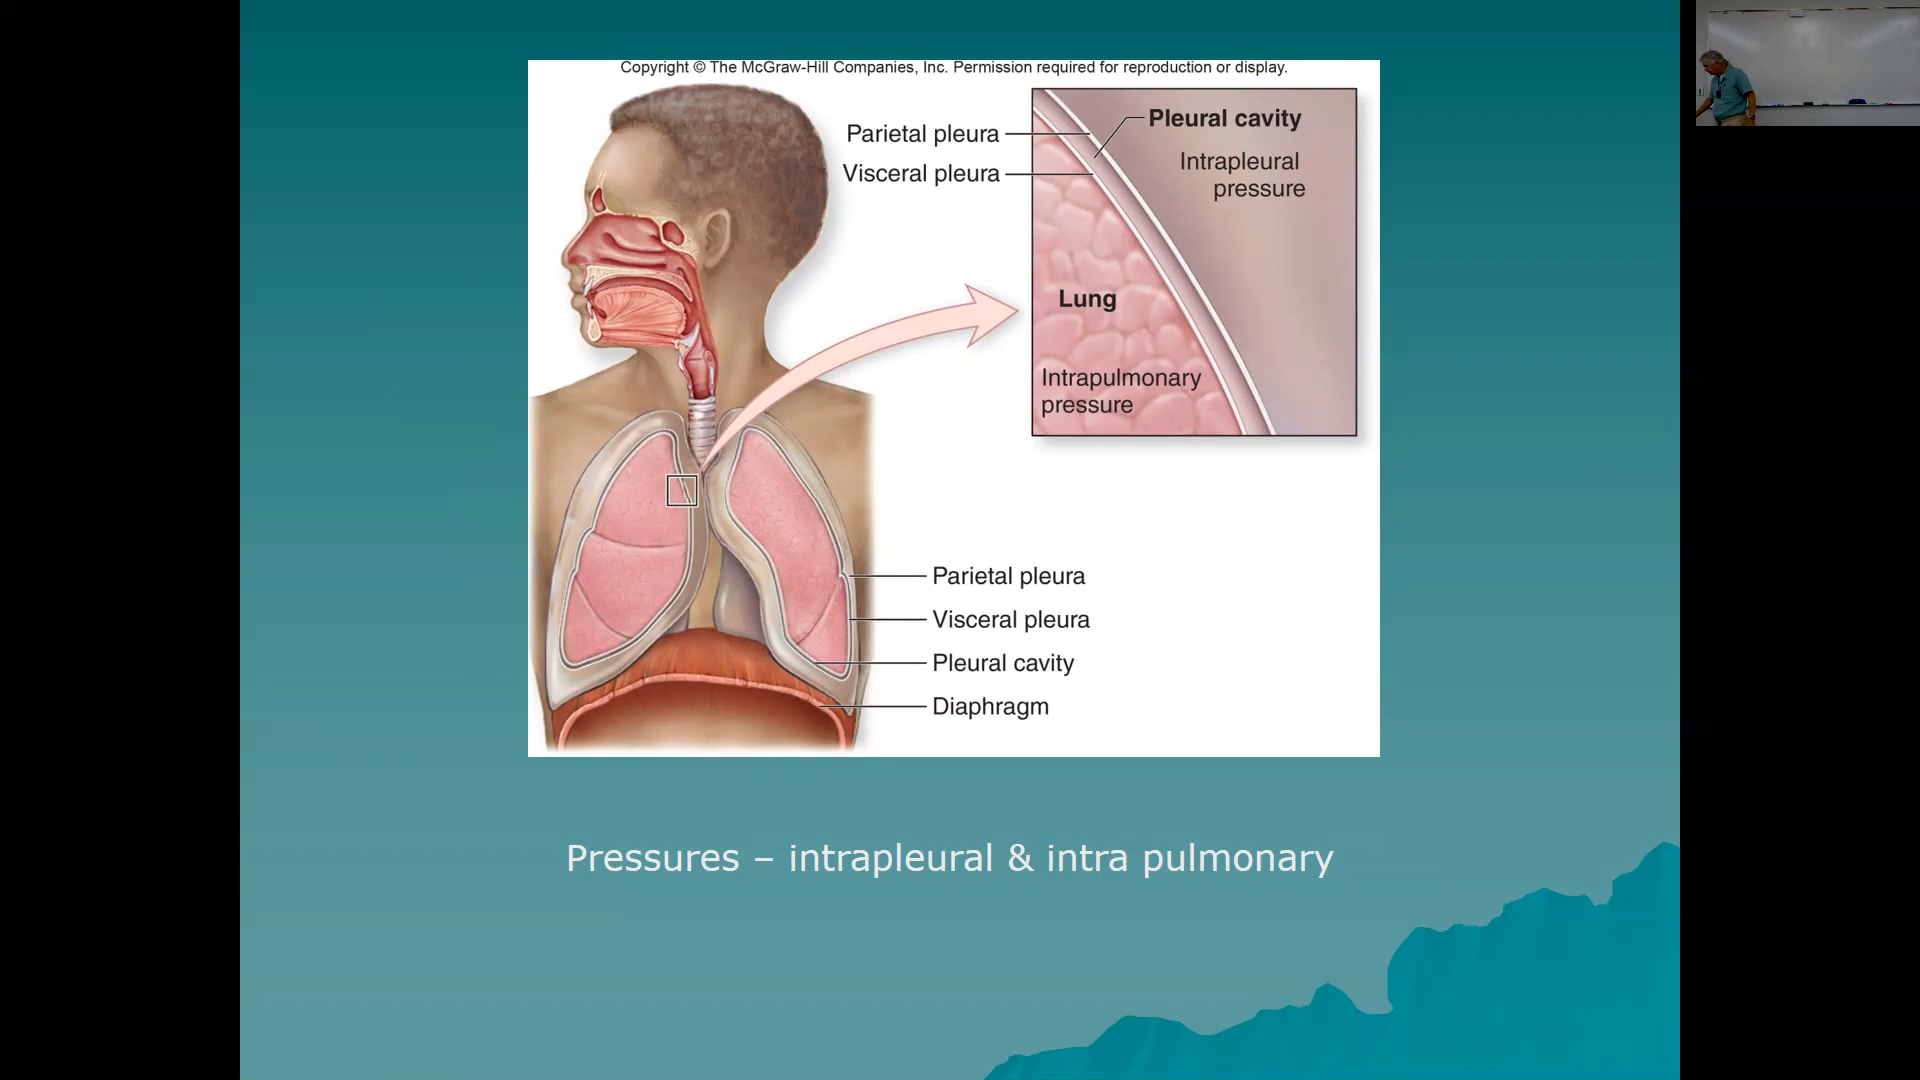 Copyright © The McGraw-Hill Companies, Inc. Permission required for reproduction or display.
Parietal pleura
Visceral pleura
Pleural cavity
Intrapleural
pressure
Lung
Intrapulmonary
pressure
Parietal pleura
Visceral pleura
Pleural cavity
Diaphragm
Pressures – intrapleural & intra pulmonary